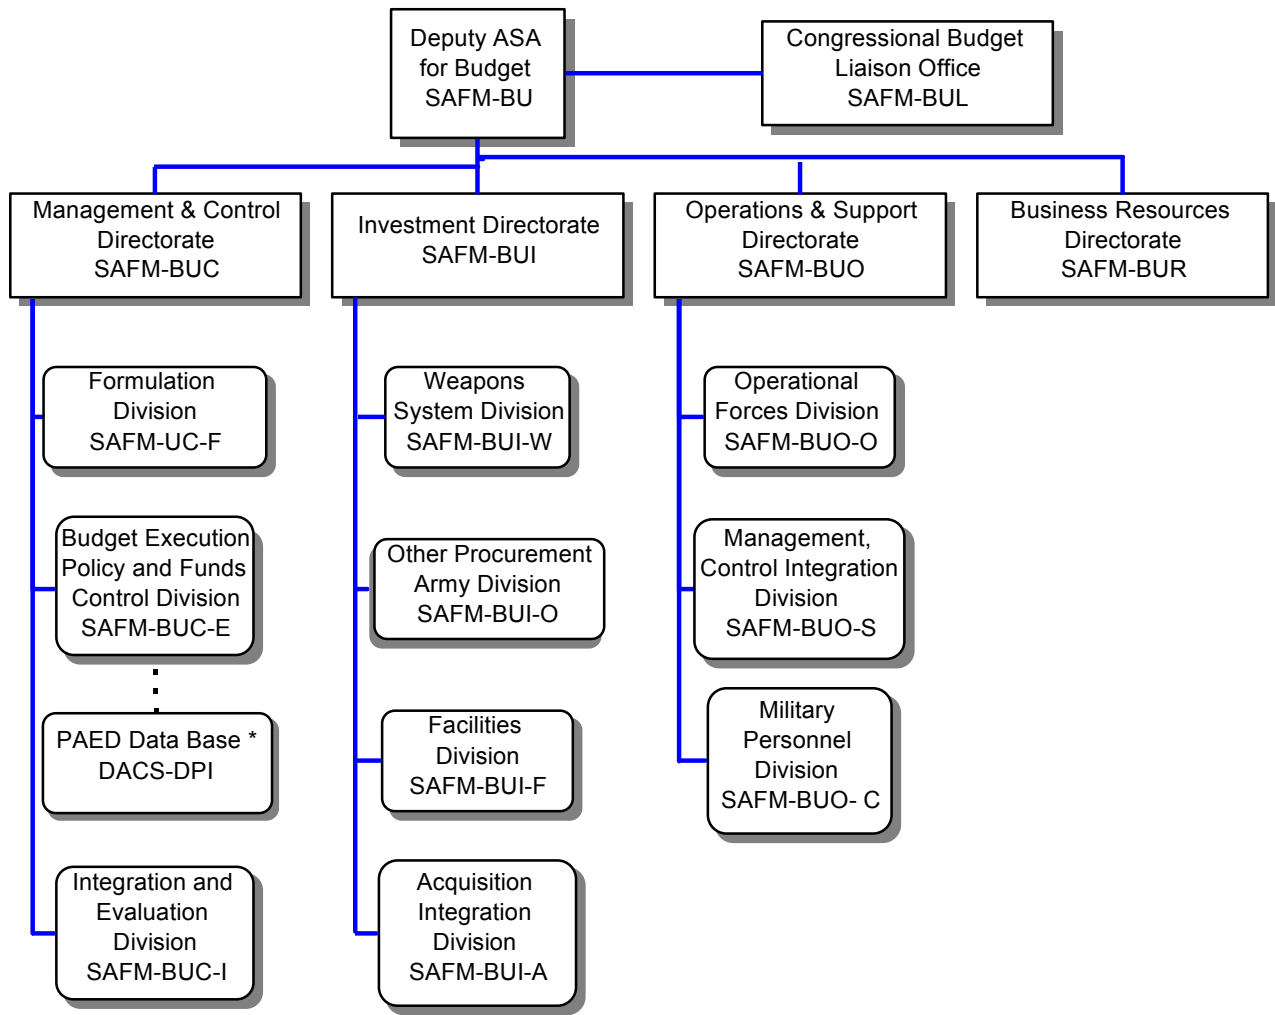 Deputy ASA
for Budget
SAFM-BU
Congressional Budget
Liaison Office
SAFM-BUL
Management & Control
Directorate
SAFM-BUC
Investment Directorate
SAFM-BUI
Operations & Support
Directorate
SAFM-BUO
Business Resources
Directorate
SAFM-BUR
Formulation
Division
SAFM-UC-F
Weapons
System Division
SAFM-BUI-W
Operational
Forces Division
SAFM-BUO-O
Budget Execution
Policy and Funds
Control Division
SAFM-BUC-E
Other Procurement
Army Division
SAFM-BUI-O
Management,
Control Integration
Division
SAFM-BUO-S
PAED Data Base *
DACS-DPI
Facilities
Division
SAFM-BUI-F
Military
Personnel
Division
SAFM-BUO- C
Integration and
Evaluation
Division
SAFM-BUC-I
Acquisition
Integration
Division
SAFM-BUI-A